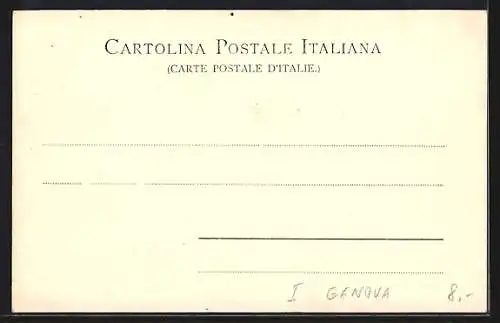 CARTOLINA POSTALE ITALIANA
(CARTE POSTALE D'ITALIE.)
I GENOVA 8.-